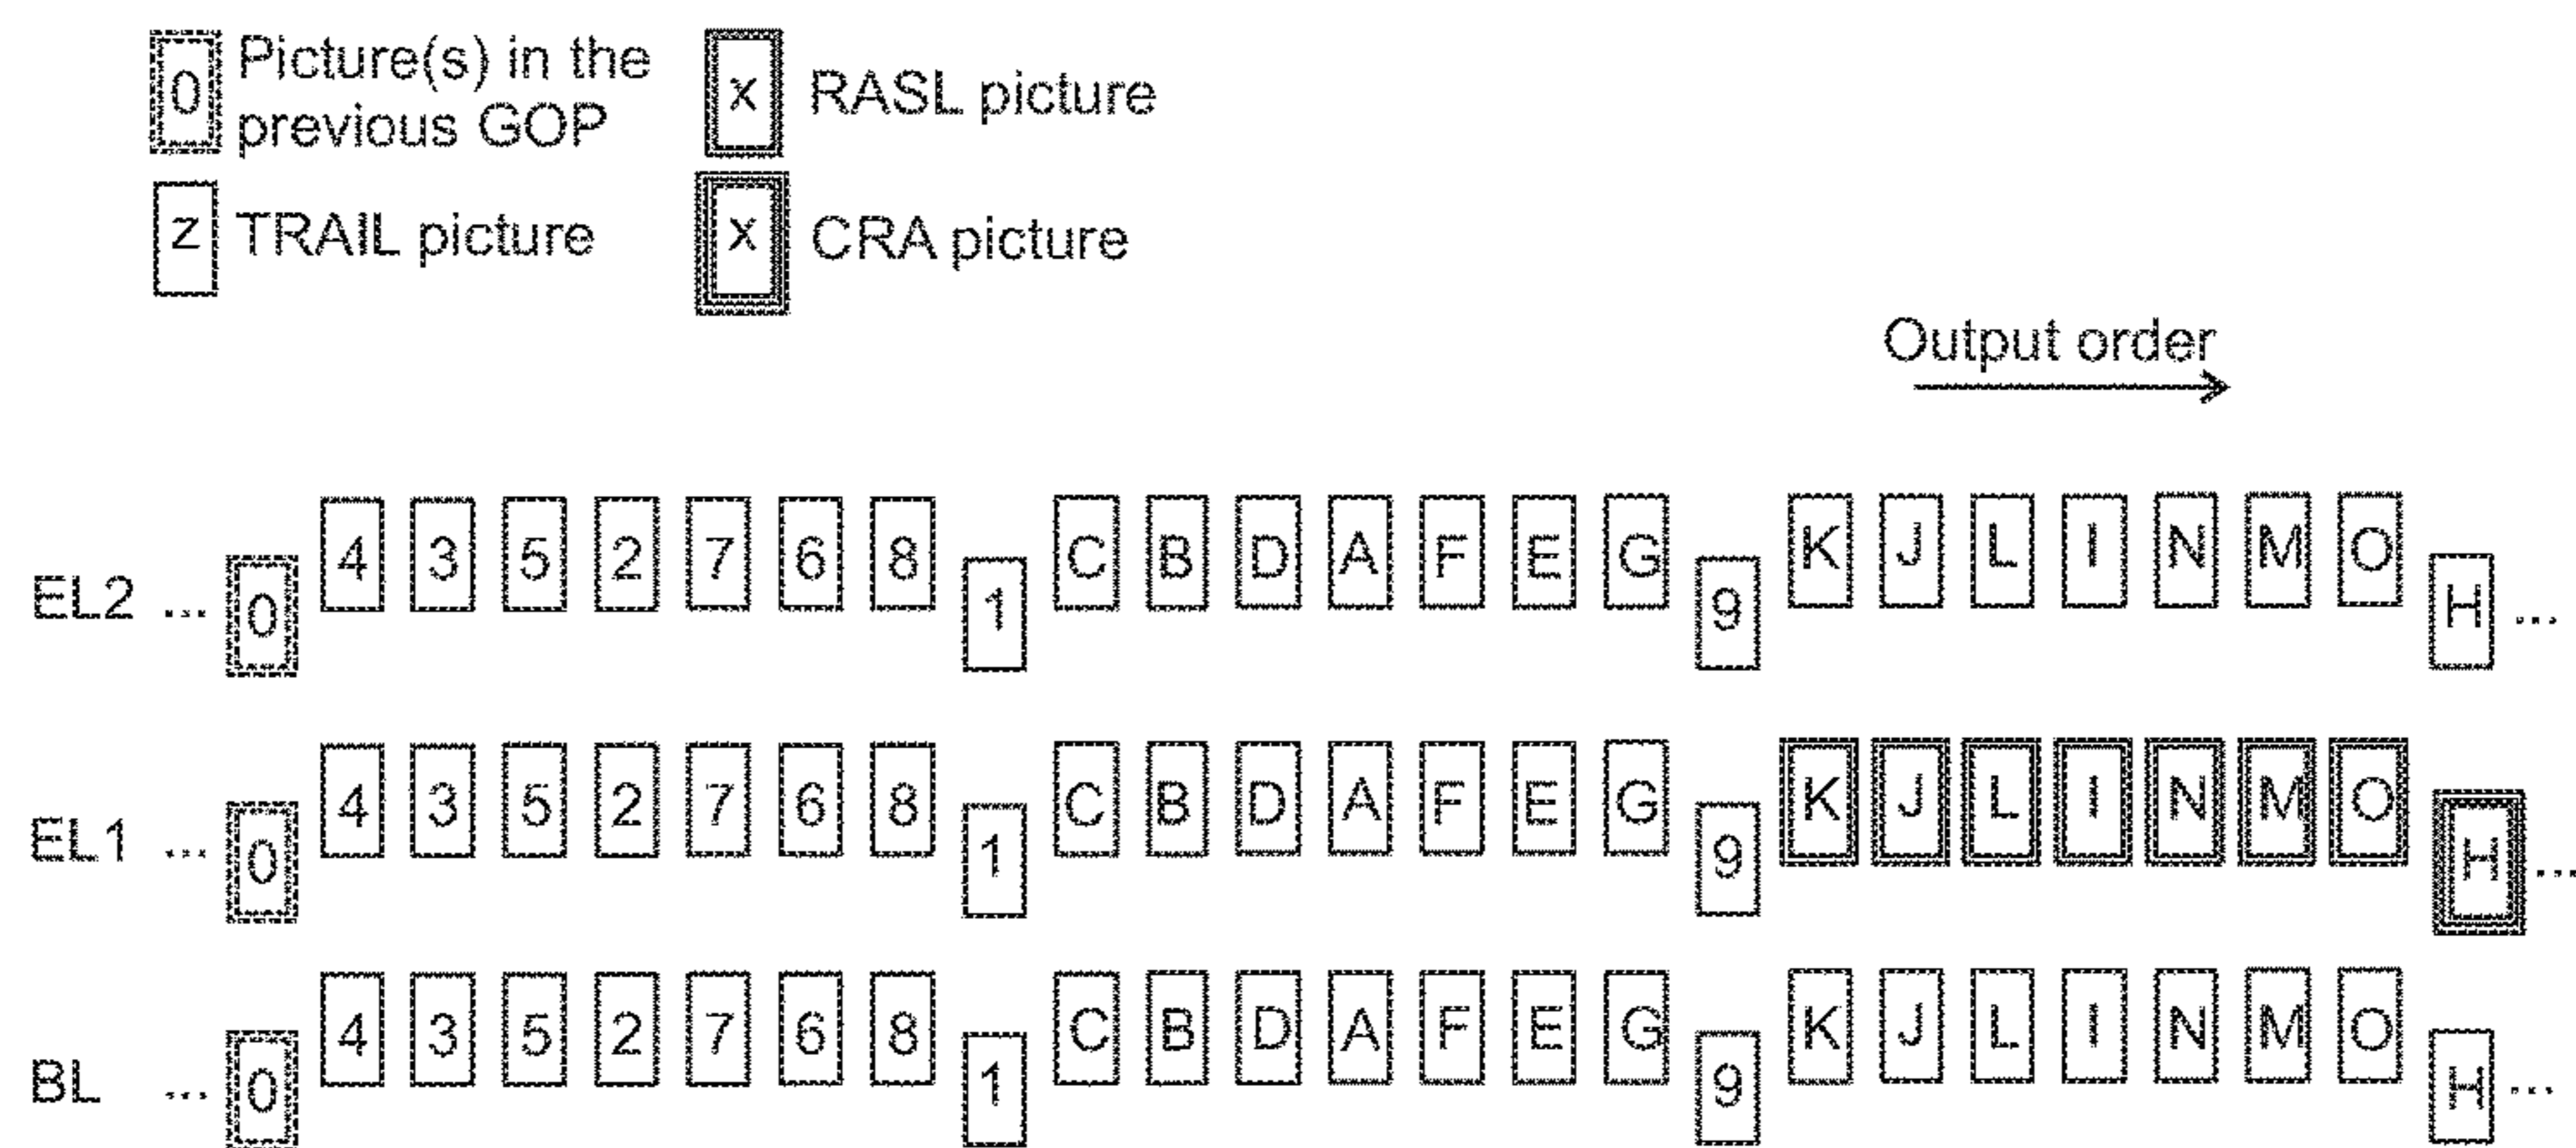 0 Picture(s) in the previous GOP
x RASL picture
z TRAIL picture
x CRA picture
Output order
EL2 ... 0 4 3 5 2 7 6 8 1 C B D A F E G 9 K J L I N M O H ...
EL1 ... 0 4 3 5 2 7 6 8 1 C B D A F E G 9 K J L I N M O H ...
BL ... 0 4 3 5 2 7 6 8 1 C B D A F E G 9 K J L I N M O H ...